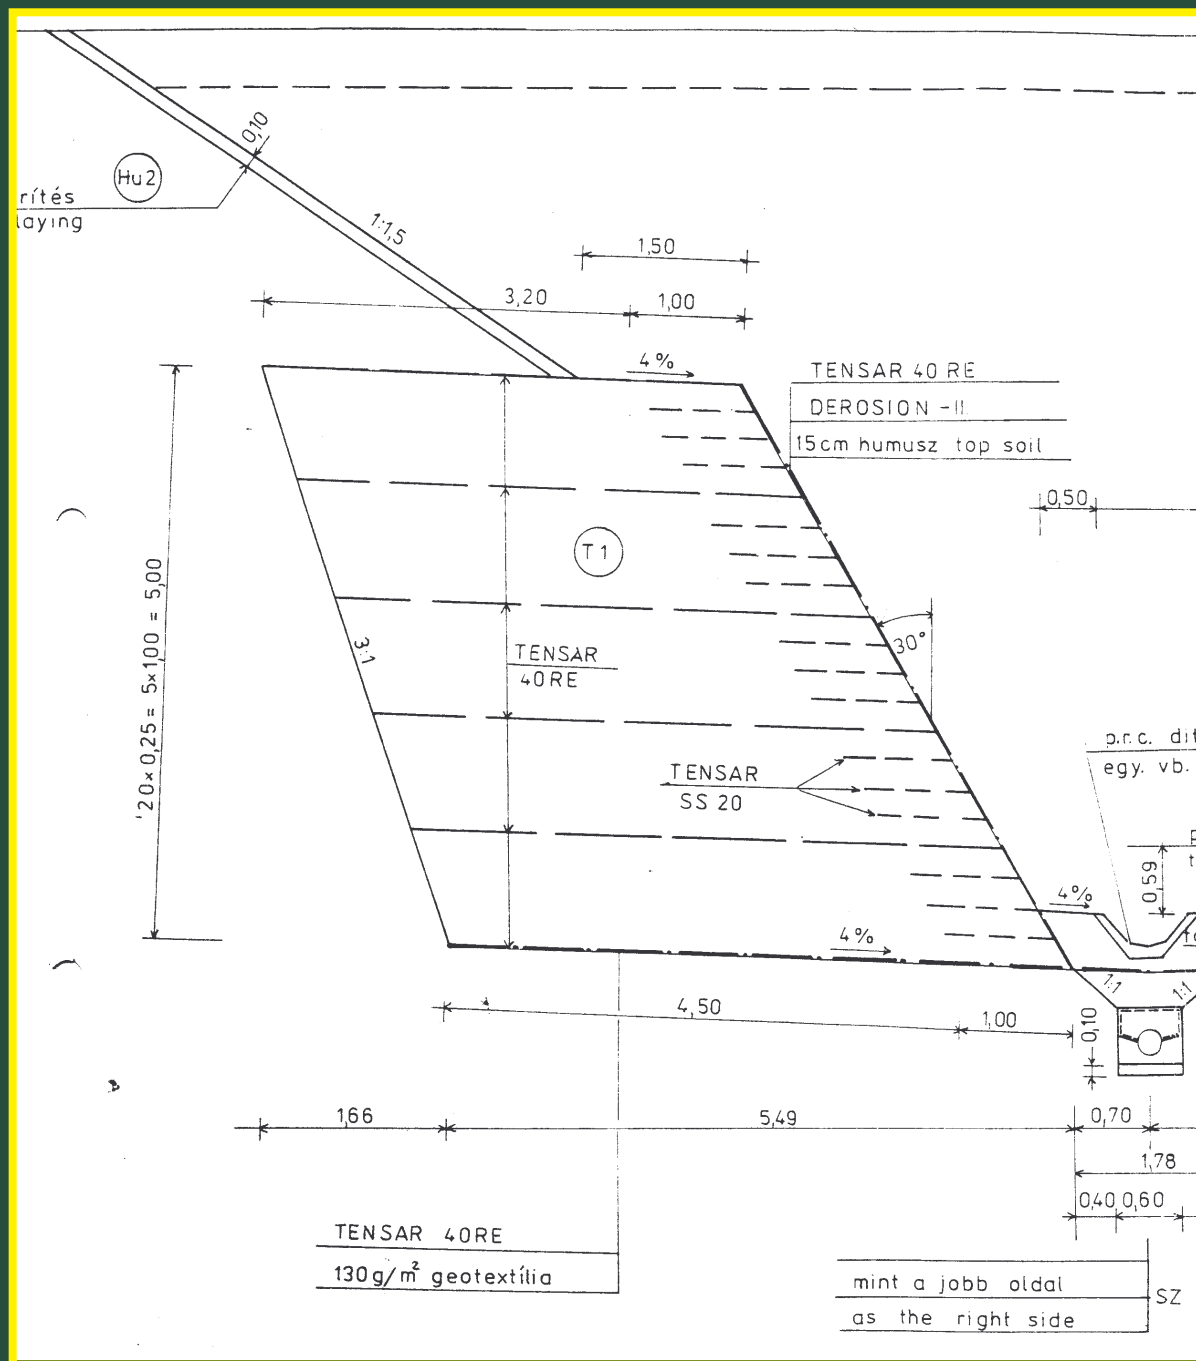 0,10
Hu2
rítés
laying
1:1,5
1,50
3,20
1,00
4%
TENSAR 40 RE
DEROSION - II
15cm humusz top soil
0,50
T1
30°
3:1
TENSAR
40RE
20 × 0,25 = 5×1,00 = 5,00
p.r.c. dit
egy. vb.
TENSAR
SS 20
0,59
4%
4%
1:1
1:1
4,50
1,00
0,10
1,66
5,49
0,70
1,78
0,40 0,60
TENSAR 40RE
130 g/m² geotextília
mint a jobb oldal
as the right side
SZ